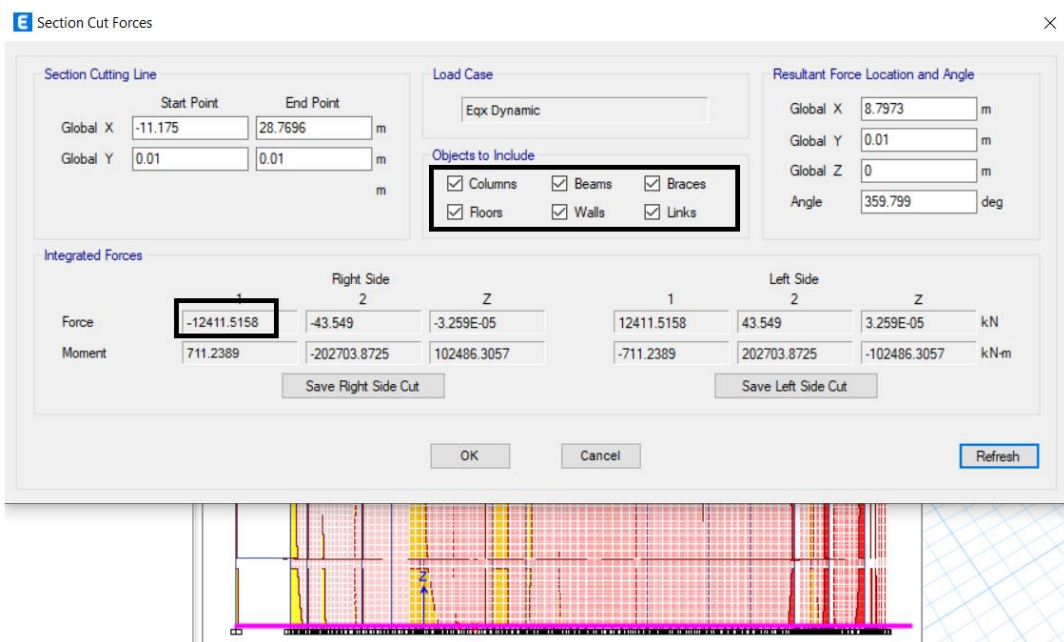 E Section Cut Forces
Section Cutting Line
Start Point End Point
Global X -11.175 28.7696 m
Global Y 0.01 0.01 m
m
Load Case
Eqx Dynamic
Objects to Include
Columns Beams Braces
Floors Walls Links
Resultant Force Location and Angle
Global X 8.7973 m
Global Y 0.01 m
Global Z 0 m
Angle 359.799 deg
Integrated Forces
Right Side Left Side
1 2 Z 1 2 Z
Force -12411.5158 -43.549 -3.259E-05 12411.5158 43.549 3.259E-05 kN
Moment 711.2389 -202703.8725 102486.3057 -711.2389 202703.8725 -102486.3057 kN-m
Save Right Side Cut Save Left Side Cut
OK Cancel Refresh
Z